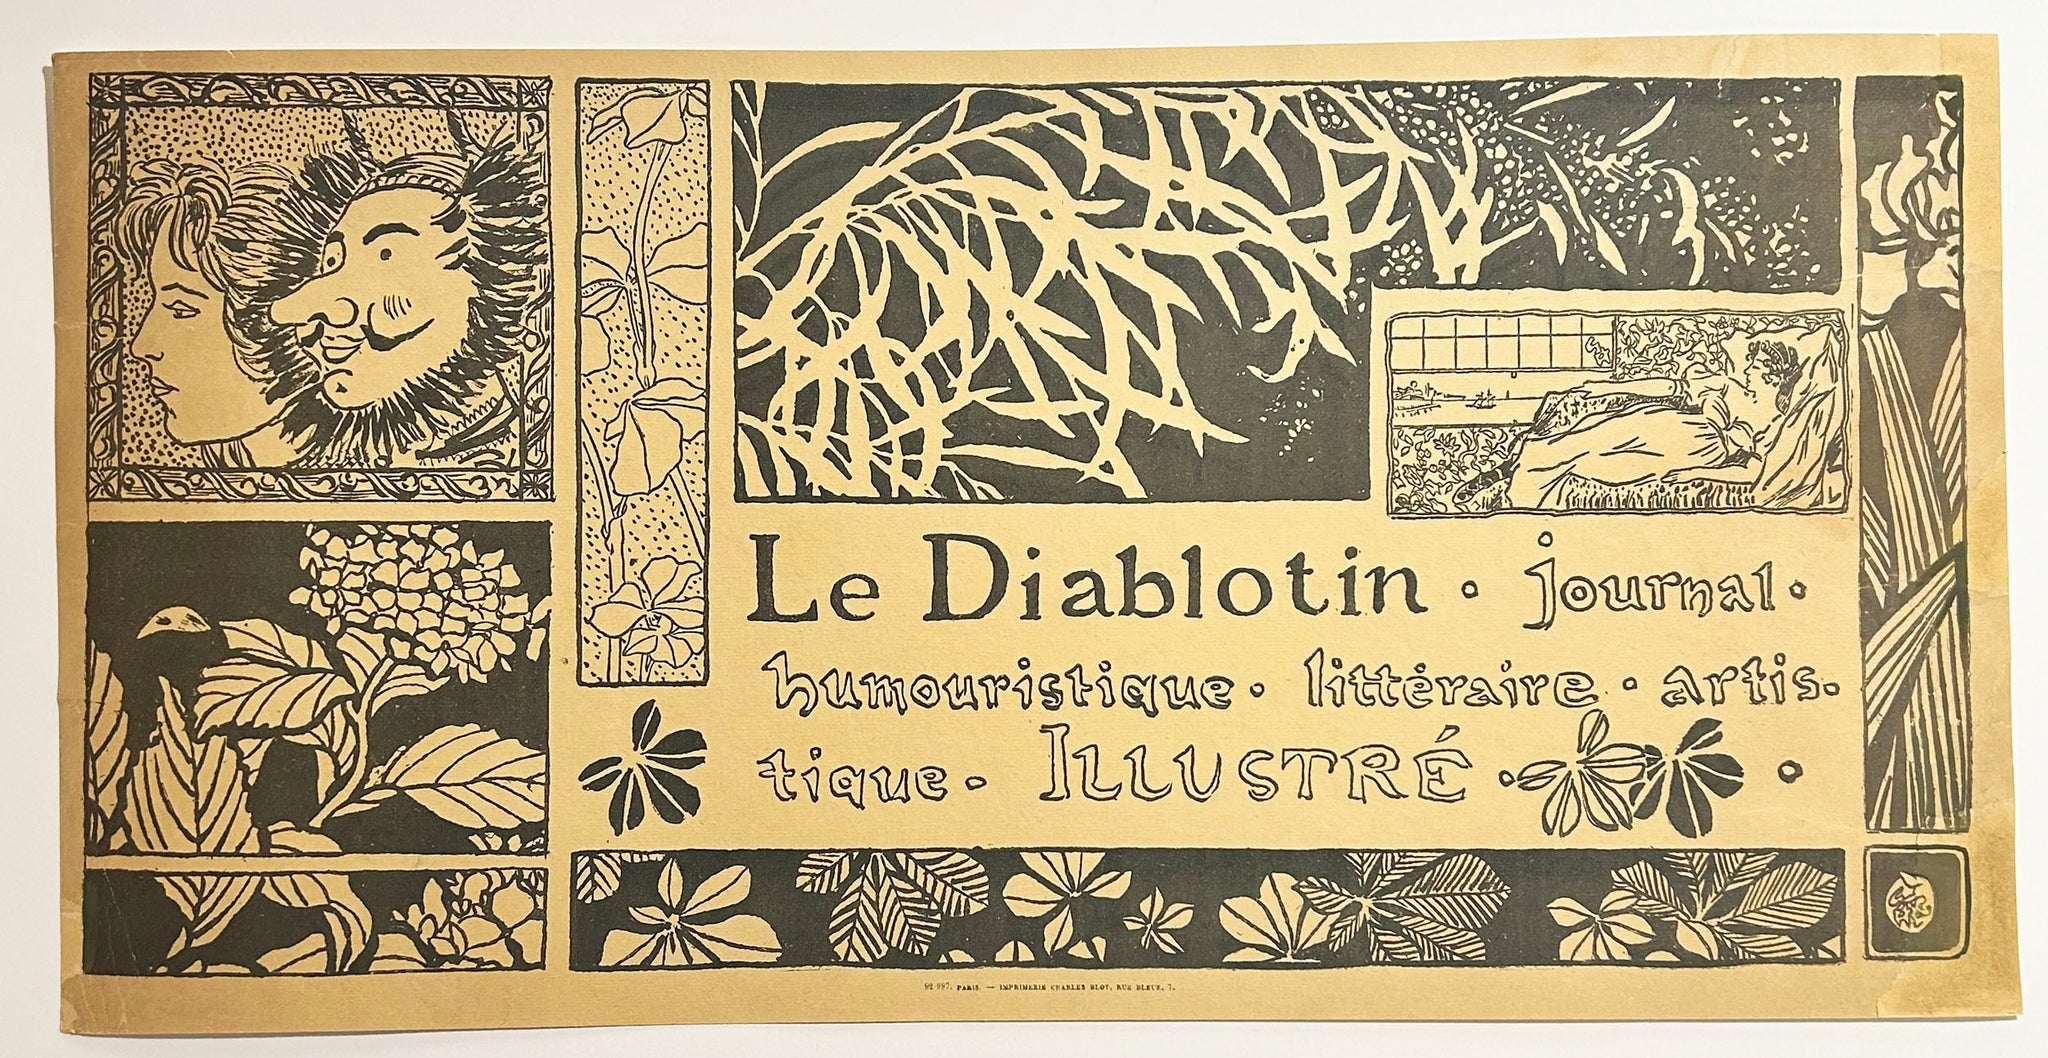 Le Diablotin · journal ·
humouristique · littéraire · artis-
tique · ILLUSTRÉ ·
PARIS. — IMPRIMERIE CHARLES BLOT, RUE BLEUE, 7.